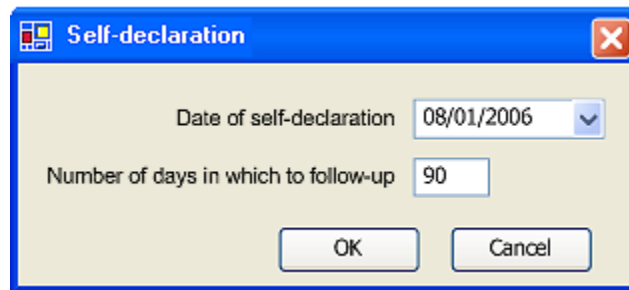 Self-declaration
Date of self-declaration 08/01/2006
Number of days in which to follow-up 90
OK Cancel